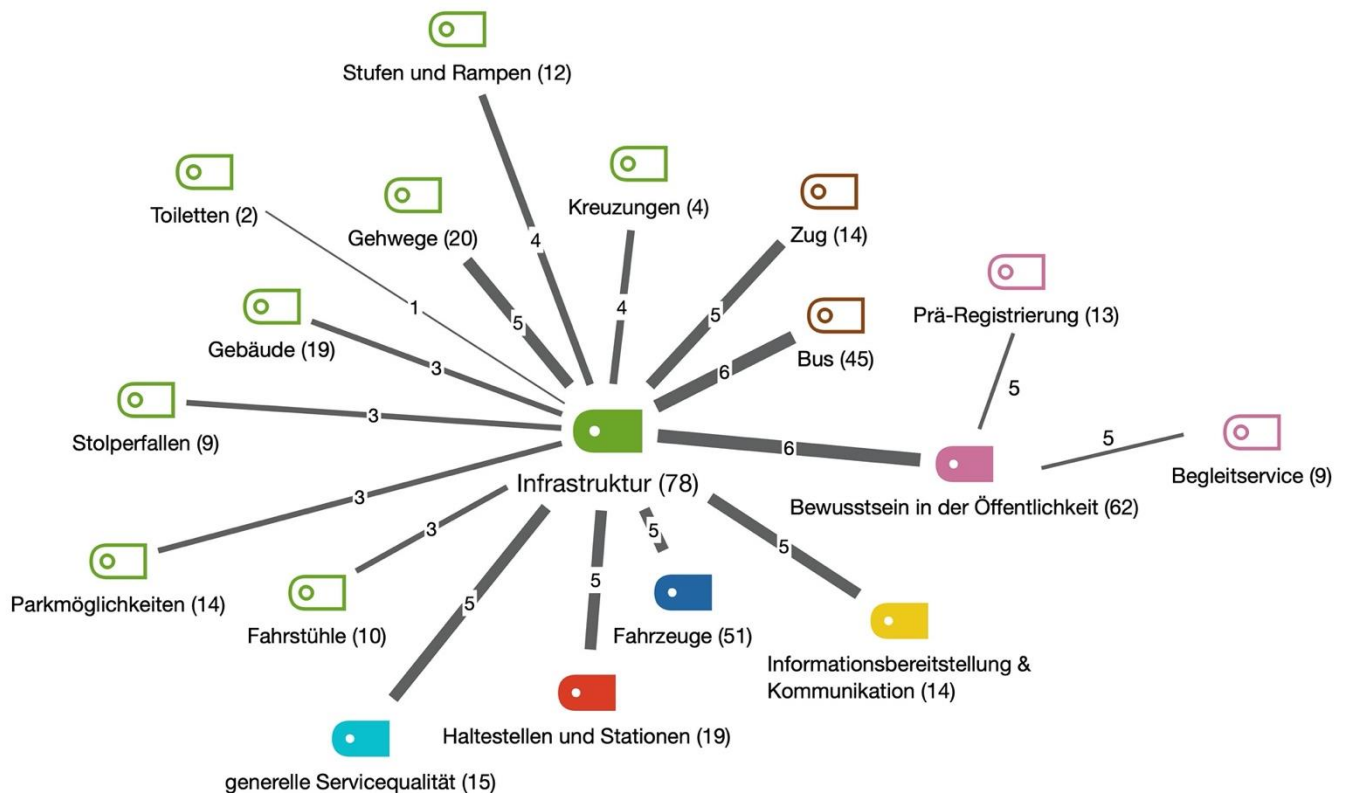 Stufen und Rampen (12)
Toiletten (2)
Gehwege (20)
Kreuzungen (4)
Zug (14)
4
Prä-Registrierung (13)
1
5
4
5
Gebäude (19)
Bus (45)
3
6
5
Stolperfallen (9)
3
6
5
Begleitservice (9)
Infrastruktur (78)
Bewusstsein in der Öffentlichkeit (62)
3
3
5
5
5
5
Parkmöglichkeiten (14)
Fahrstühle (10)
Fahrzeuge (51)
Informationsbereitstellung &
Kommunikation (14)
Haltestellen und Stationen (19)
generelle Servicequalität (15)